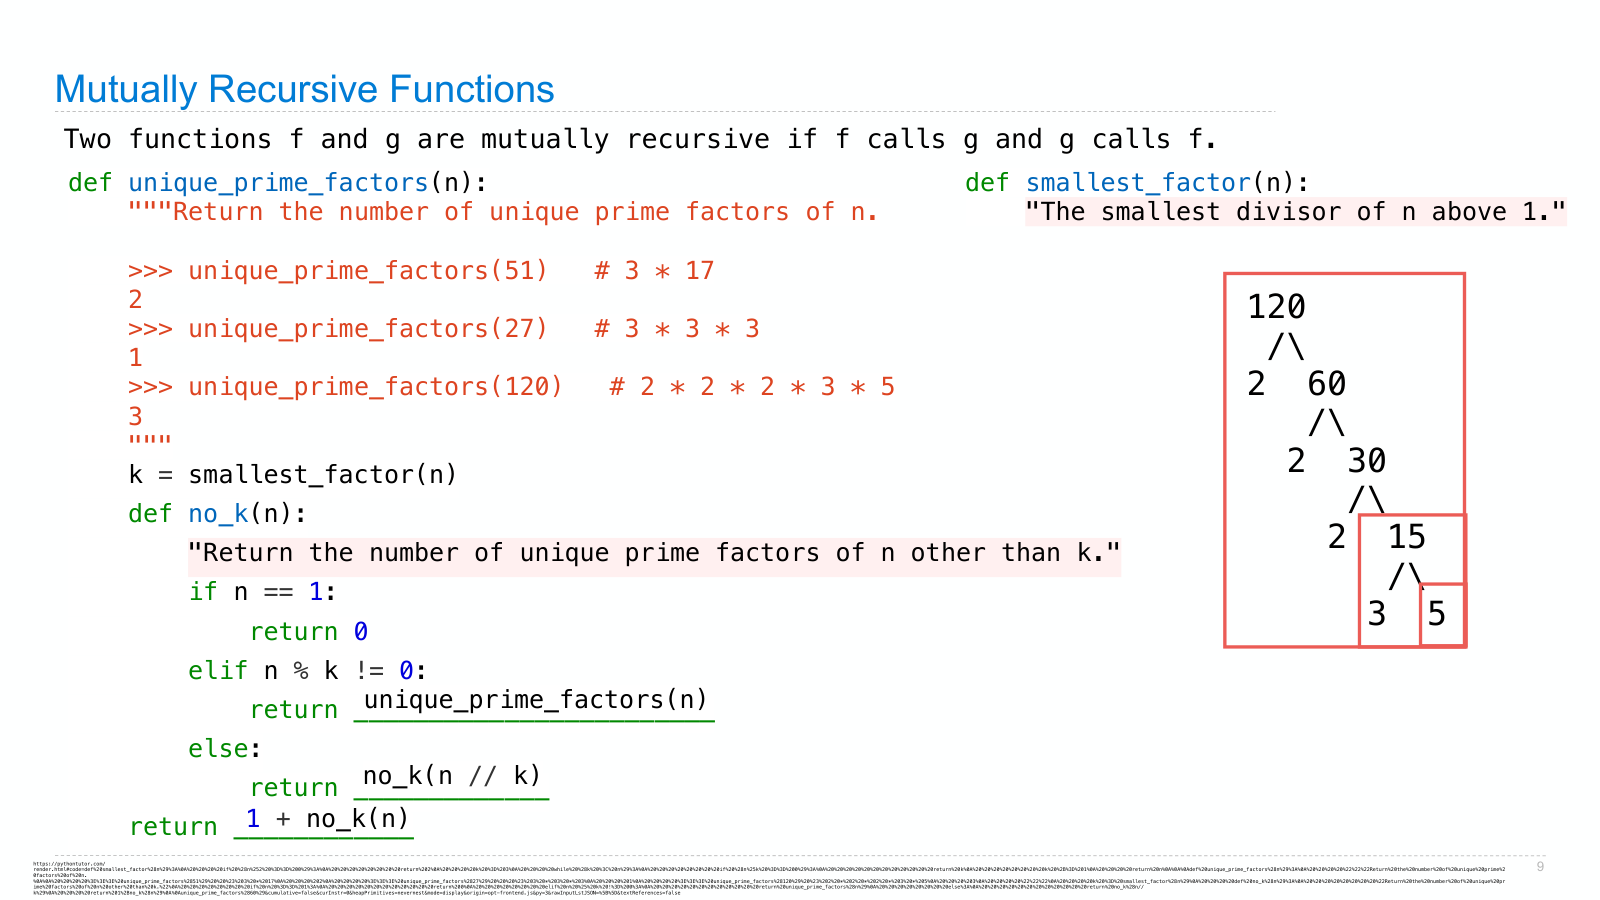 Mutually Recursive Functions
Two functions f and g are mutually recursive if f calls g and g calls f.
def unique_prime_factors(n):
"""Return the number of unique prime factors of n.
>>> unique_prime_factors(51)   # 3 * 17
2
>>> unique_prime_factors(27)   # 3 * 3 * 3
1
>>> unique_prime_factors(120)   # 2 * 2 * 2 * 3 * 5
3
"""
k = smallest_factor(n)
def no_k(n):
"Return the number of unique prime factors of n other than k."
if n == 1:
return 0
elif n % k != 0:
return unique_prime_factors(n)
else:
return no_k(n // k)
return 1 + no_k(n)
def smallest_factor(n):
"The smallest divisor of n above 1."
120
/\
2 60
/\
2 30
/\
2 15
/\
3 5
https://pythontutor.com/
9